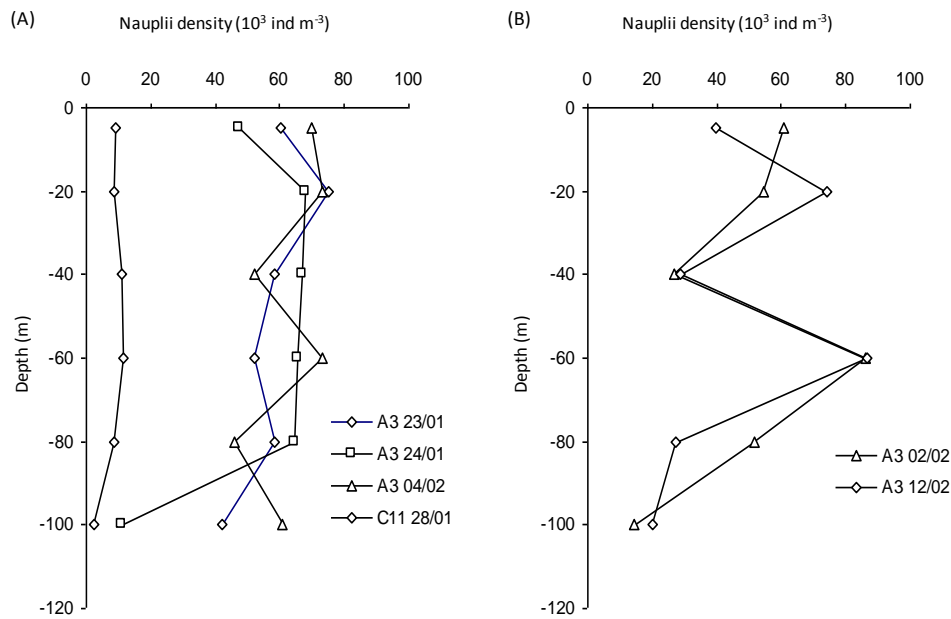 (A)
Nauplii density (10³ ind m⁻³)
0 20 40 60 80 100
0
-20
-40
-60
-80
-100
-120
Depth (m)
A3 23/01
A3 24/01
A3 04/02
C11 28/01
(B)
Nauplii density (10³ ind m⁻³)
0 20 40 60 80 100
0
-20
-40
-60
-80
-100
-120
Depth (m)
A3 02/02
A3 12/02